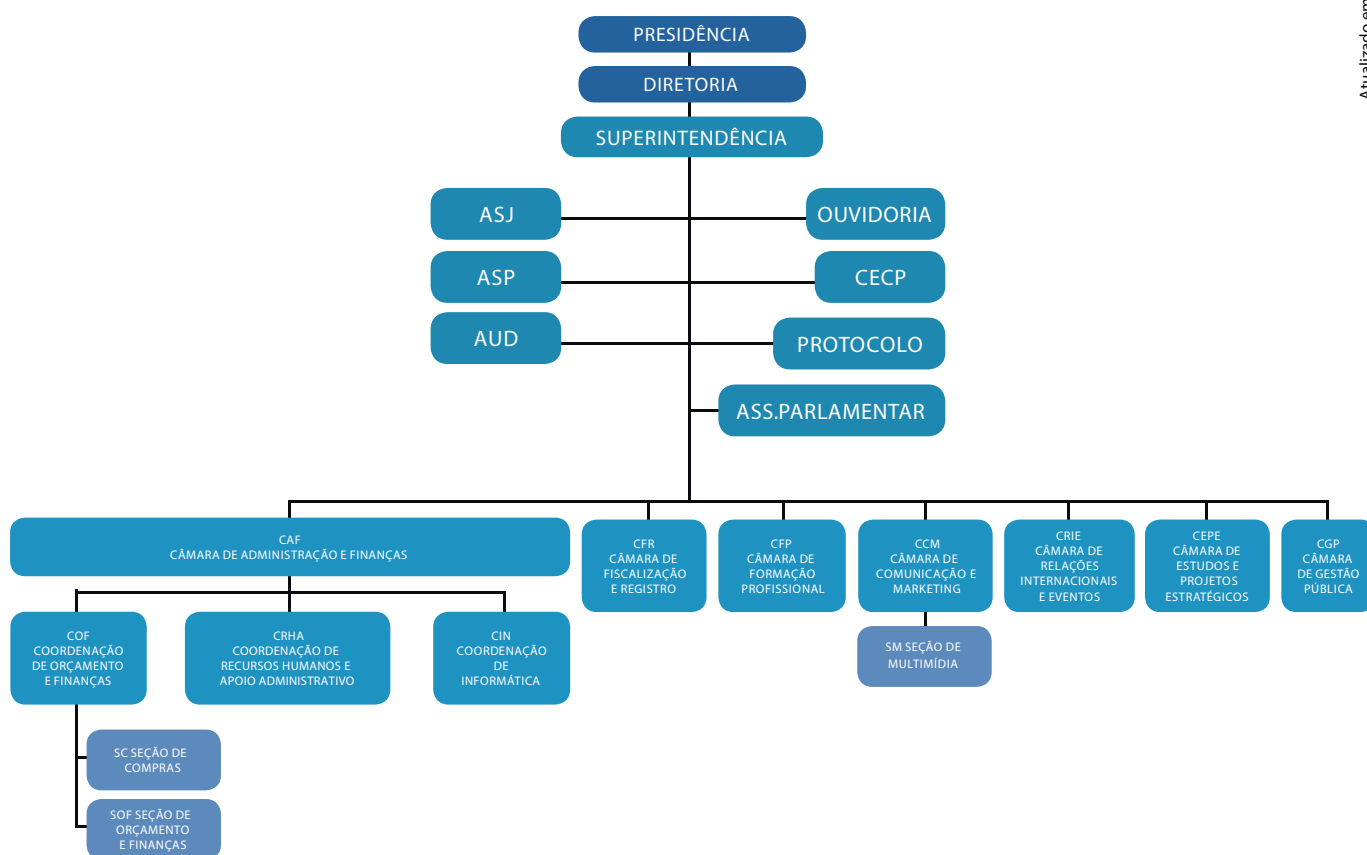 Atualizado em
PRESIDÊNCIA
DIRETORIA
SUPERINTENDÊNCIA
ASJ
OUVIDORIA
ASP
CECP
AUD
PROTOCOLO
ASS.PARLAMENTAR
CAF
CÂMARA DE ADMINISTRAÇÃO E FINANÇAS
CFR
CÂMARA DE
FISCALIZAÇÃO
E REGISTRO
CFP
CÂMARA DE
FORMAÇÃO
PROFISSIONAL
CCM
CÂMARA DE
COMUNICAÇÃO E
MARKETING
CRIE
CÂMARA DE
RELAÇÕES
INTERNACIONAIS
E EVENTOS
CEPE
CÂMARA DE
ESTUDOS E
PROJETOS
ESTRATÉGICOS
CGP
CÂMARA
DE GESTÃO
PÚBLICA
COF
COORDENAÇÃO
DE ORÇAMENTO
E FINANÇAS
CRHA
COORDENAÇÃO DE
RECURSOS HUMANOS E
APOIO ADMINISTRATIVO
CIN
COORDENAÇÃO
DE
INFORMÁTICA
SM SEÇÃO DE
MULTIMÍDIA
SC SEÇÃO DE
COMPRAS
SOF SEÇÃO DE
ORÇAMENTO
E FINANÇAS